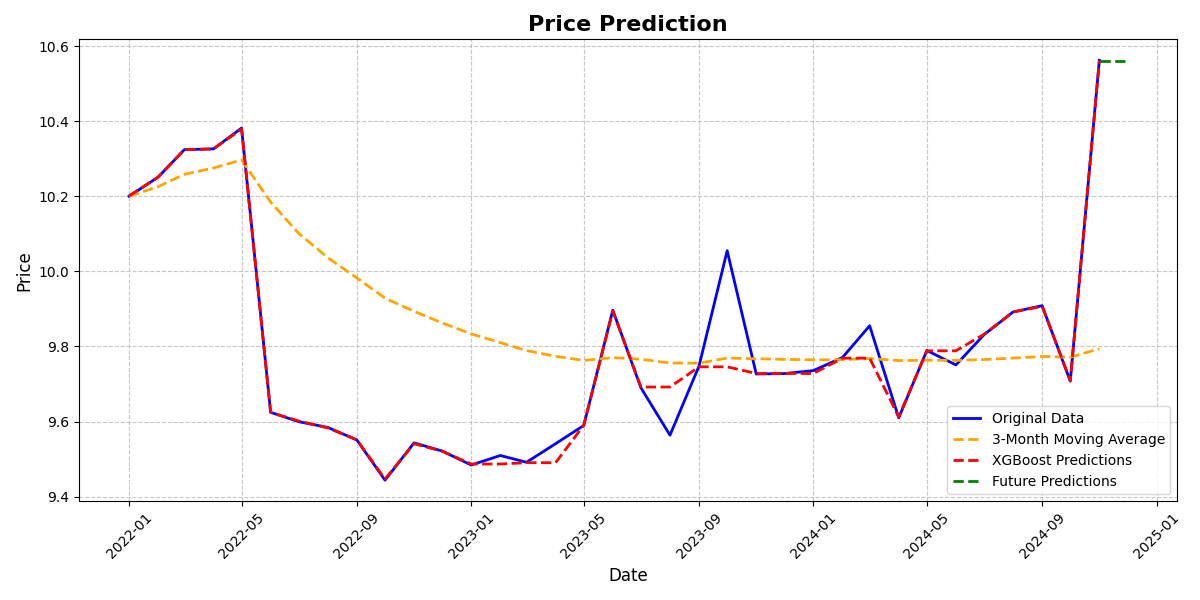 Price Prediction
Price
10.6
10.4
10.2
10.0
9.8
9.6
9.4
Original Data
3-Month Moving Average
XGBoost Predictions
Future Predictions
2022-01
2022-05
2022-09
2023-01
2023-05
2023-09
2024-01
2024-05
2024-09
2025-01
Date